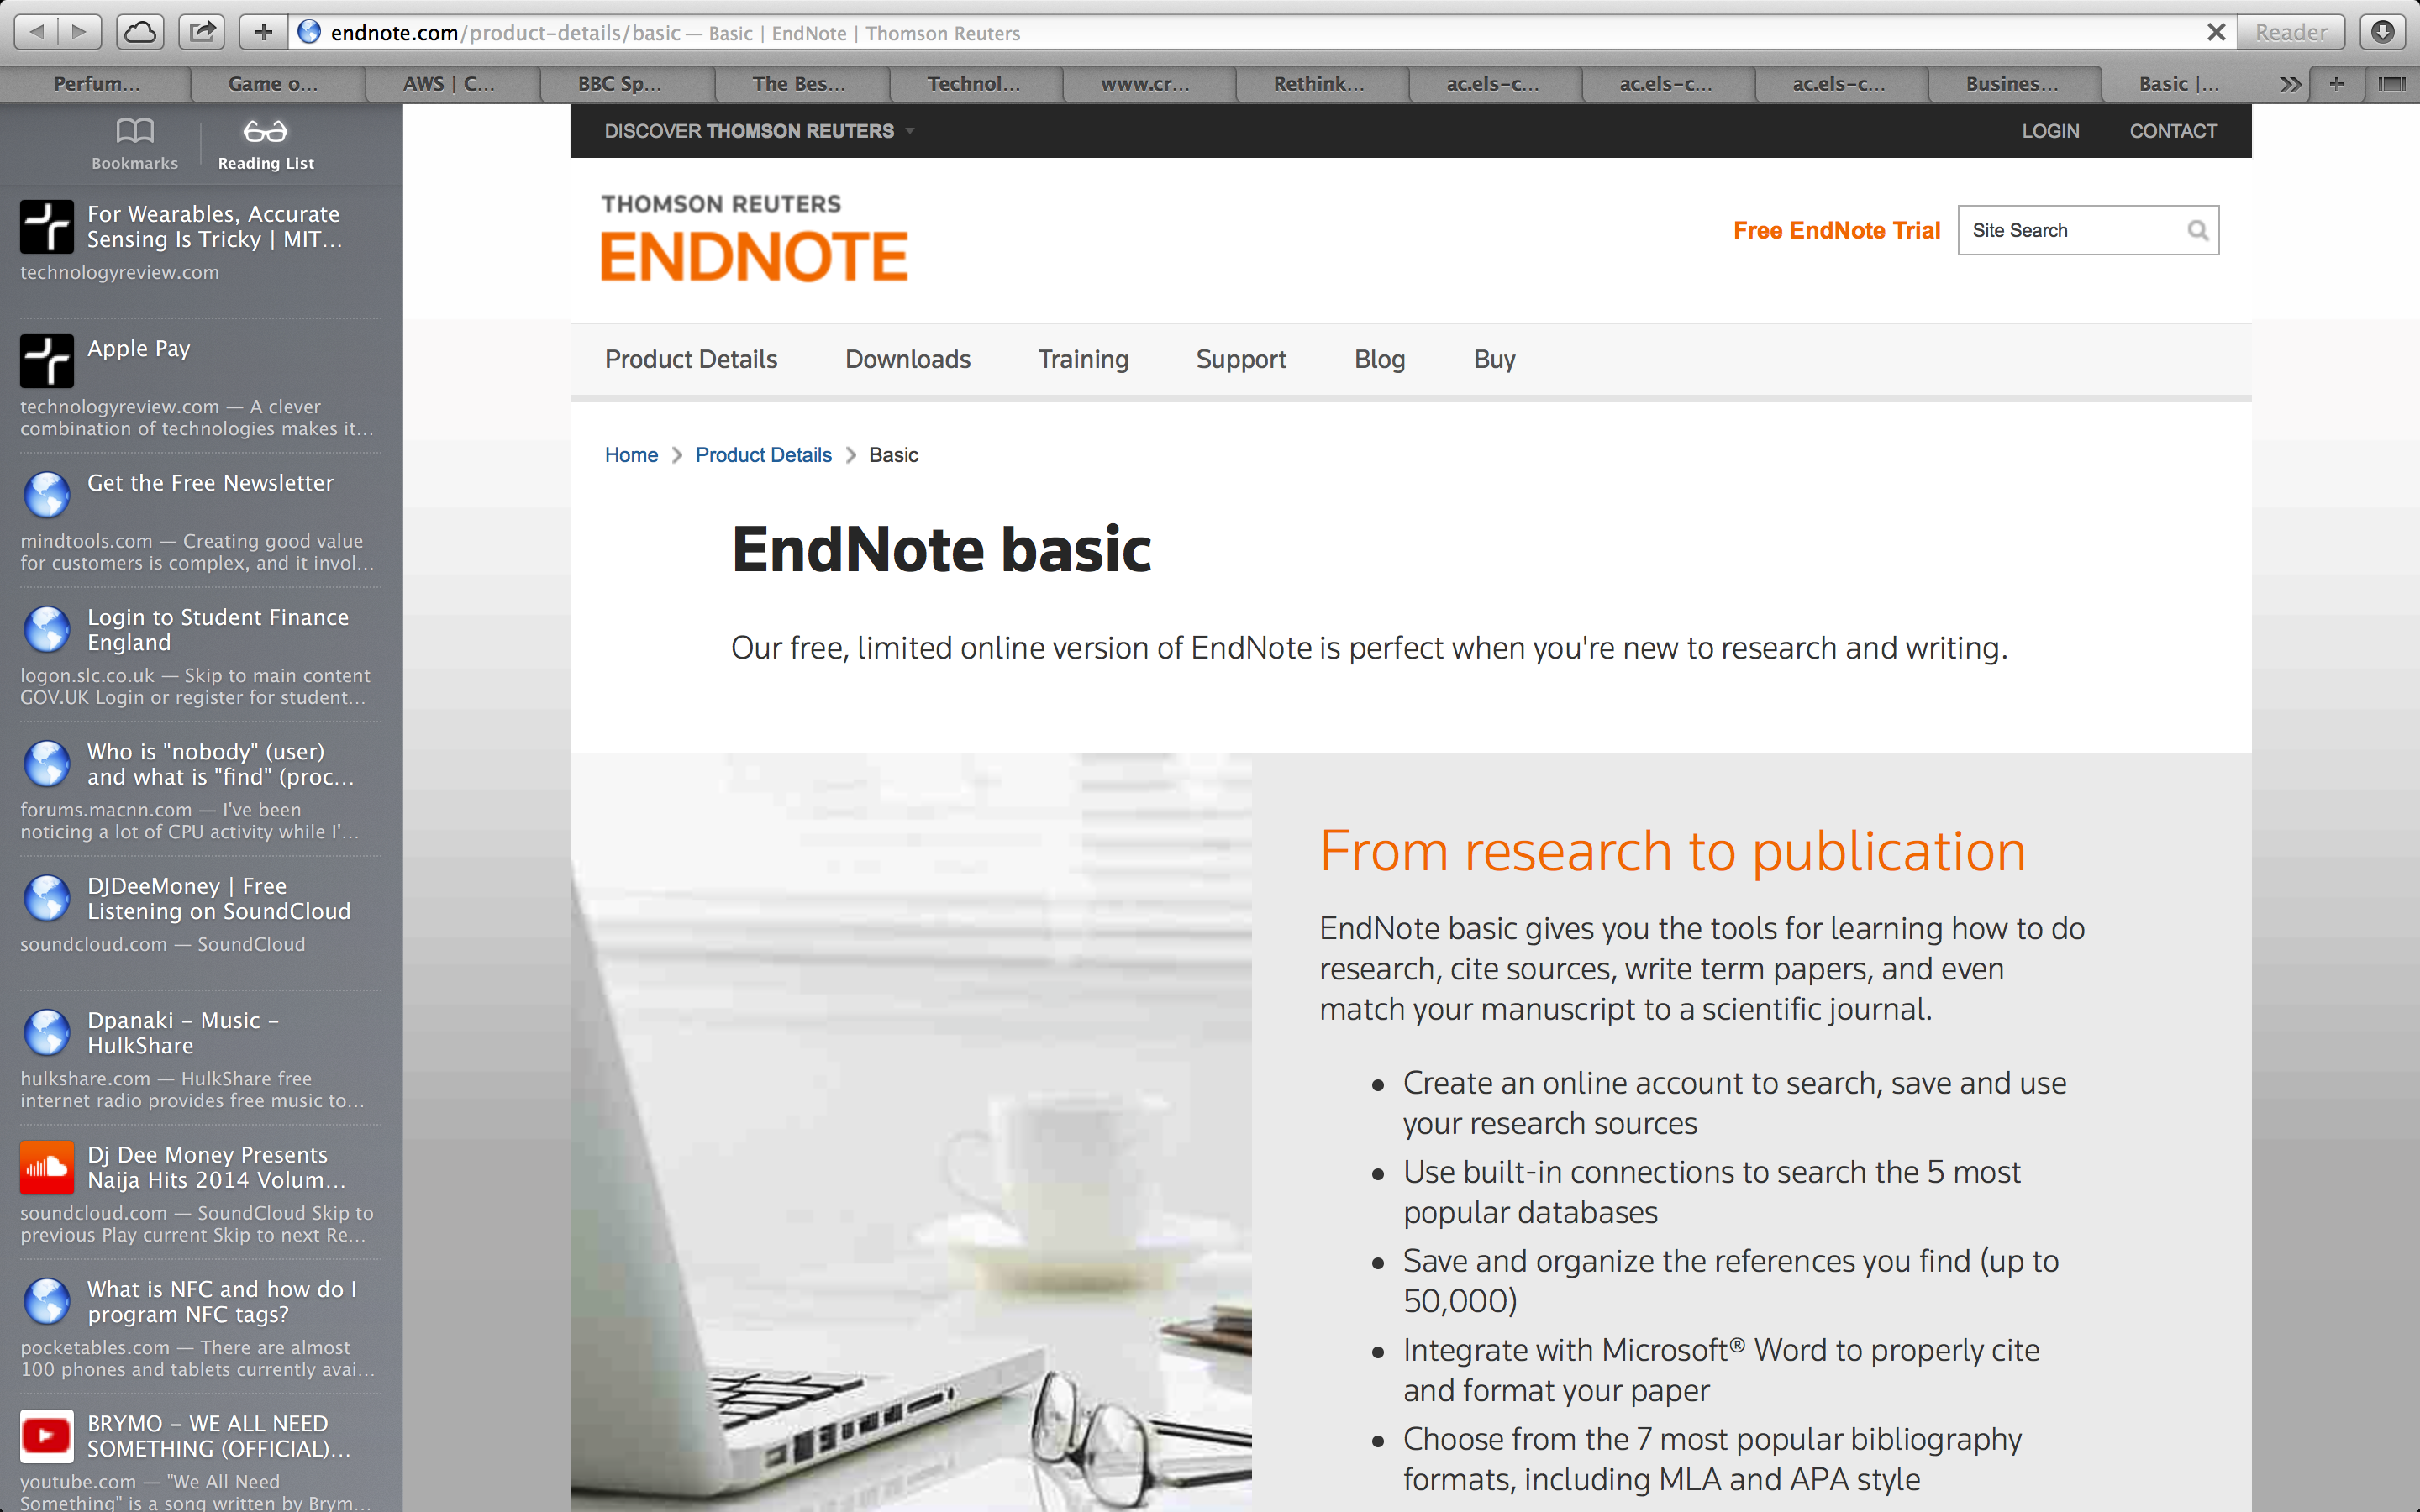 endnote.com/product-details/basic — Basic | EndNote | Thomson Reuters
Reader
Perfum...
Game o...
AWS | C...
BBC Sp...
The Bes...
Technol...
www.cr...
Rethink...
ac.els-c...
ac.els-c...
ac.els-c...
Busines...
Basic |...
Bookmarks
Reading List
For Wearables, Accurate
Sensing Is Tricky | MIT...
technologyreview.com
Apple Pay
technologyreview.com — A clever
combination of technologies makes it...
Get the Free Newsletter
mindtools.com — Creating good value
for customers is complex, and it invol...
Login to Student Finance
England
logon.slc.co.uk — Skip to main content
GOV.UK Login or register for student...
Who is "nobody" (user)
and what is "find" (proc...
forums.macnn.com — I've been
noticing a lot of CPU activity while I'...
DJDeeMoney | Free
Listening on SoundCloud
soundcloud.com — SoundCloud
Dpanaki – Music –
HulkShare
hulkshare.com — HulkShare free
internet radio provides free music to...
Dj Dee Money Presents
Naija Hits 2014 Volum...
soundcloud.com — SoundCloud Skip to
previous Play current Skip to next Re...
What is NFC and how do I
program NFC tags?
pocketables.com — There are almost
100 phones and tablets currently avai...
BRYMO – WE ALL NEED
SOMETHING (OFFICIAL)...
youtube.com — "We All Need
Something" is a song written by Brym...
DISCOVER THOMSON REUTERS
LOGIN
CONTACT
THOMSON REUTERS
ENDNOTE
Free EndNote Trial
Site Search
Product Details
Downloads
Training
Support
Blog
Buy
Home > Product Details > Basic
EndNote basic
Our free, limited online version of EndNote is perfect when you're new to research and writing.
From research to publication
EndNote basic gives you the tools for learning how to do
research, cite sources, write term papers, and even
match your manuscript to a scientific journal.
• Create an online account to search, save and use
your research sources
• Use built-in connections to search the 5 most
popular databases
• Save and organize the references you find (up to
50,000)
• Integrate with Microsoft® Word to properly cite
and format your paper
• Choose from the 7 most popular bibliography
formats, including MLA and APA style